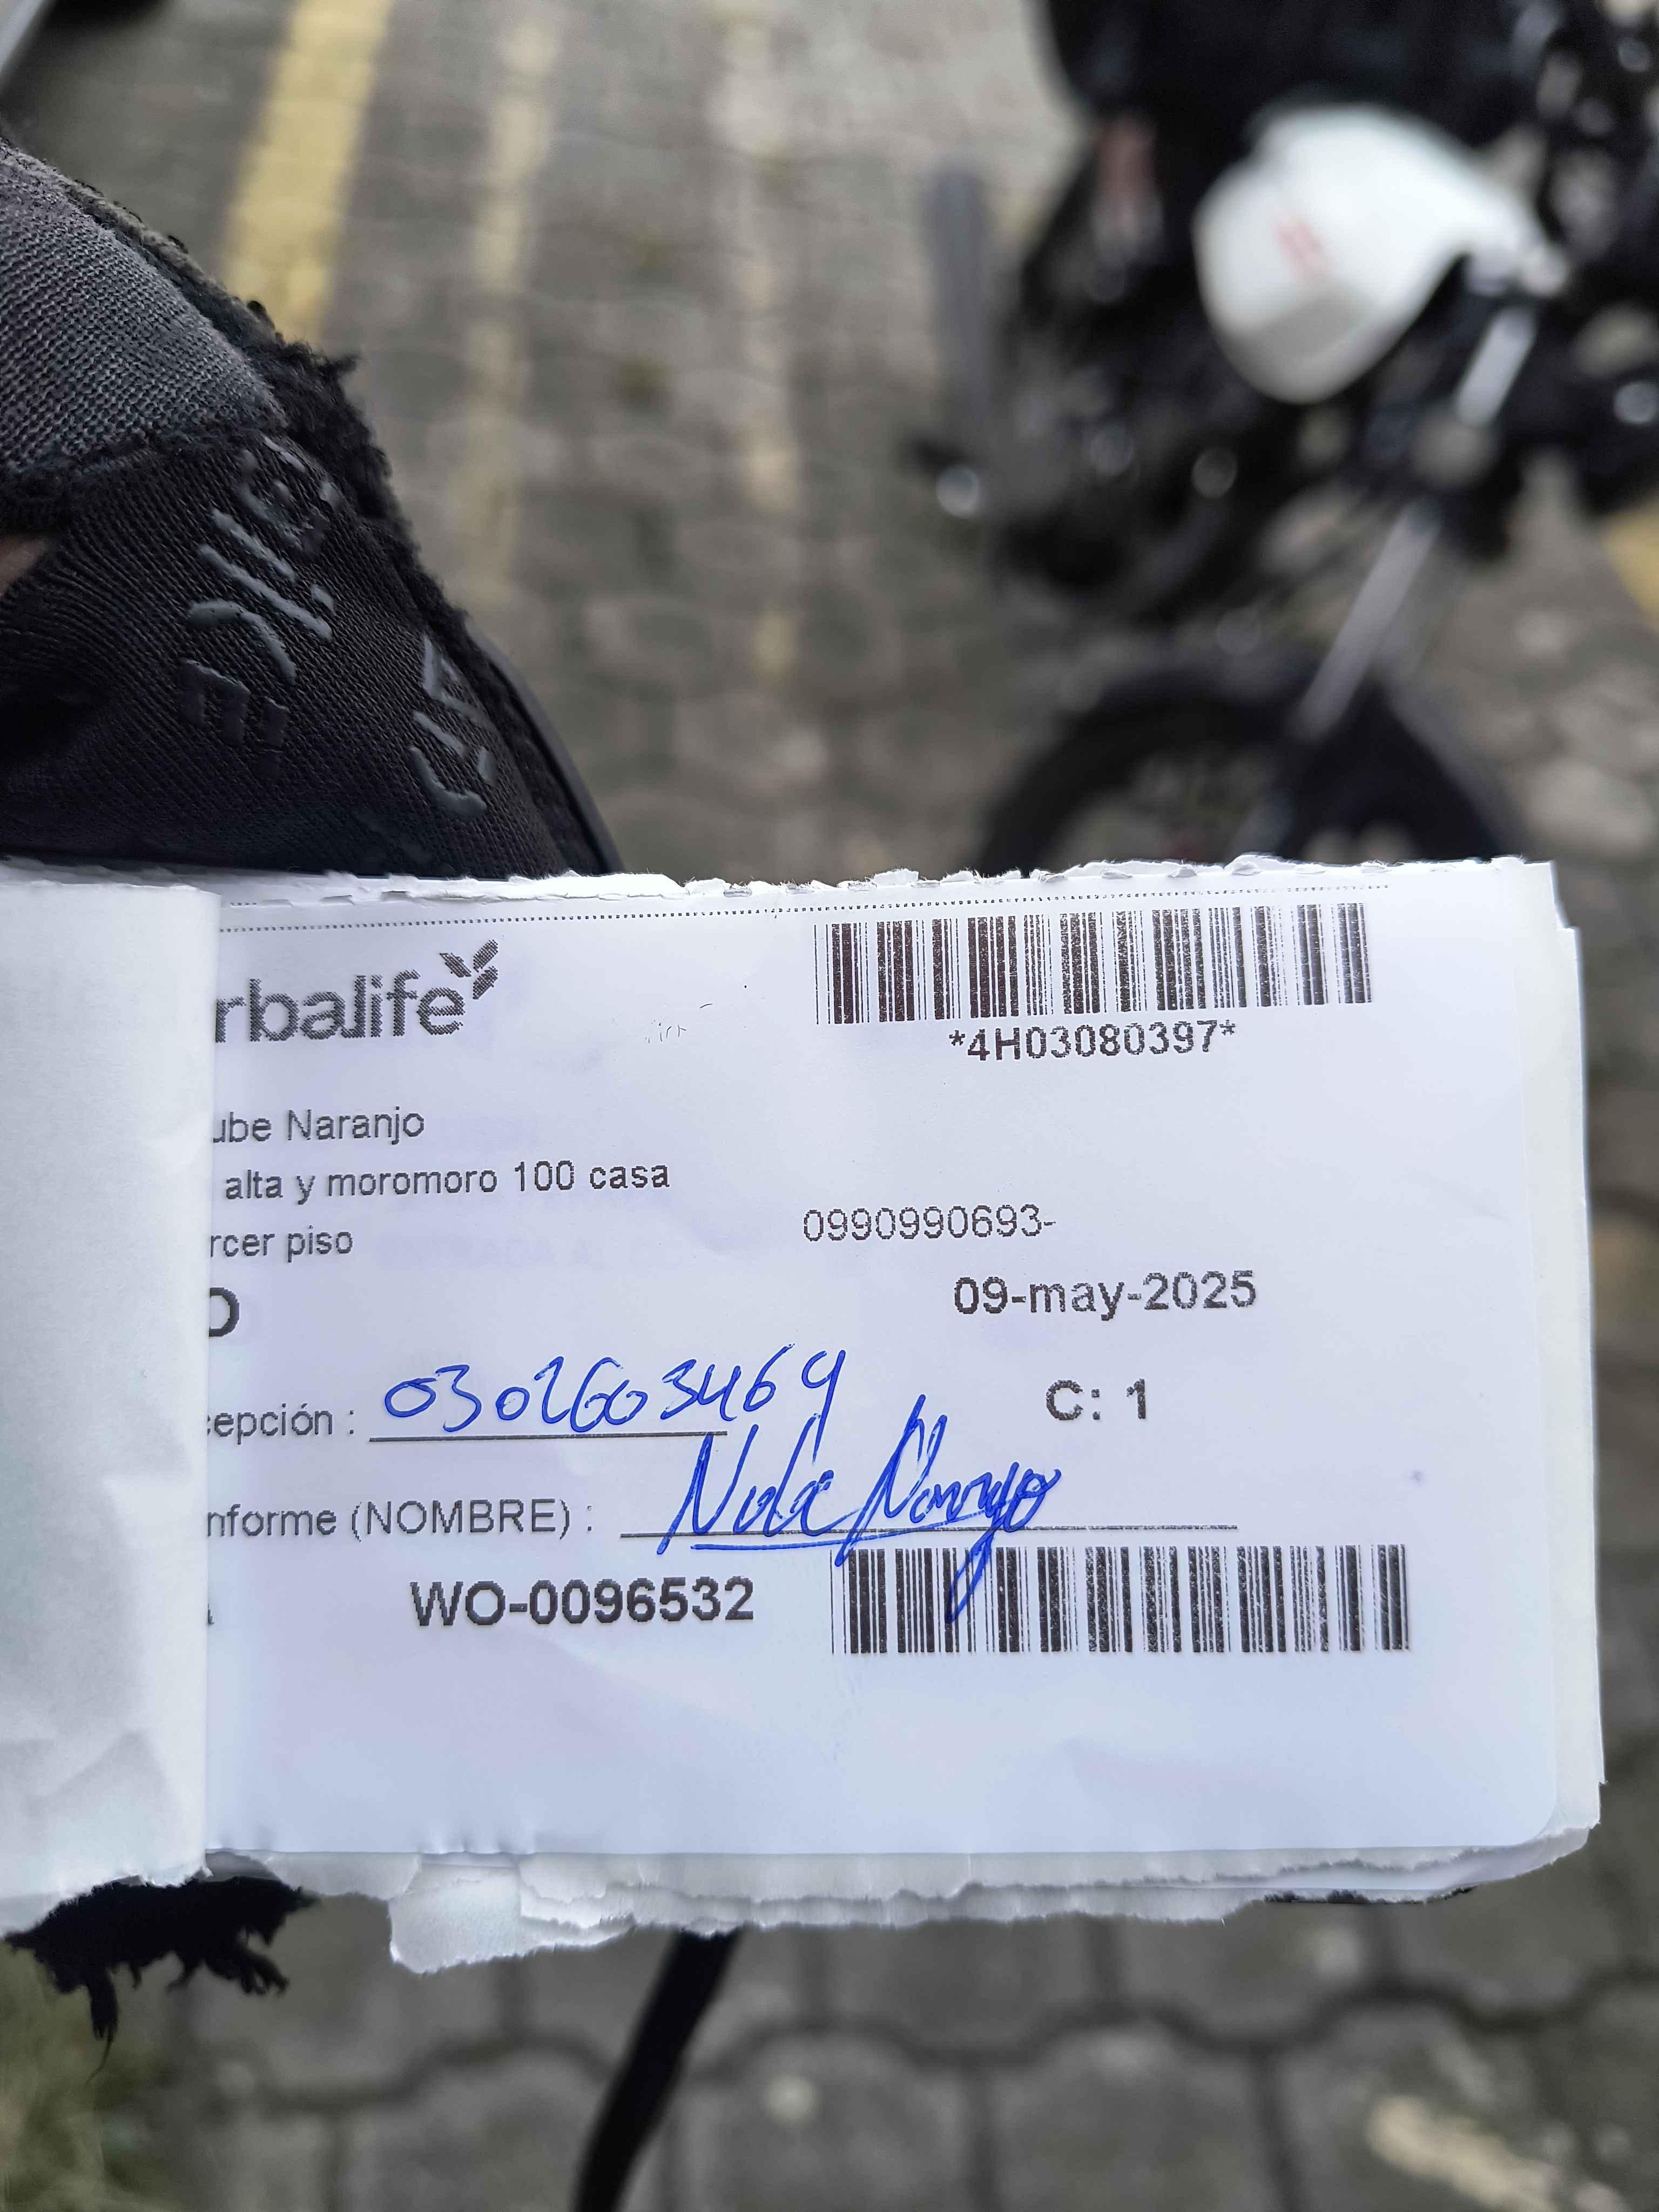 rbalife
*4H03080397*
ube Naranjo
alta y moromoro 100 casa
rcer piso
0990990693-
O
09-may-2025
cepción : 0302603469
C: 1
nforme (NOMBRE) : Naranjo
WO-0096532